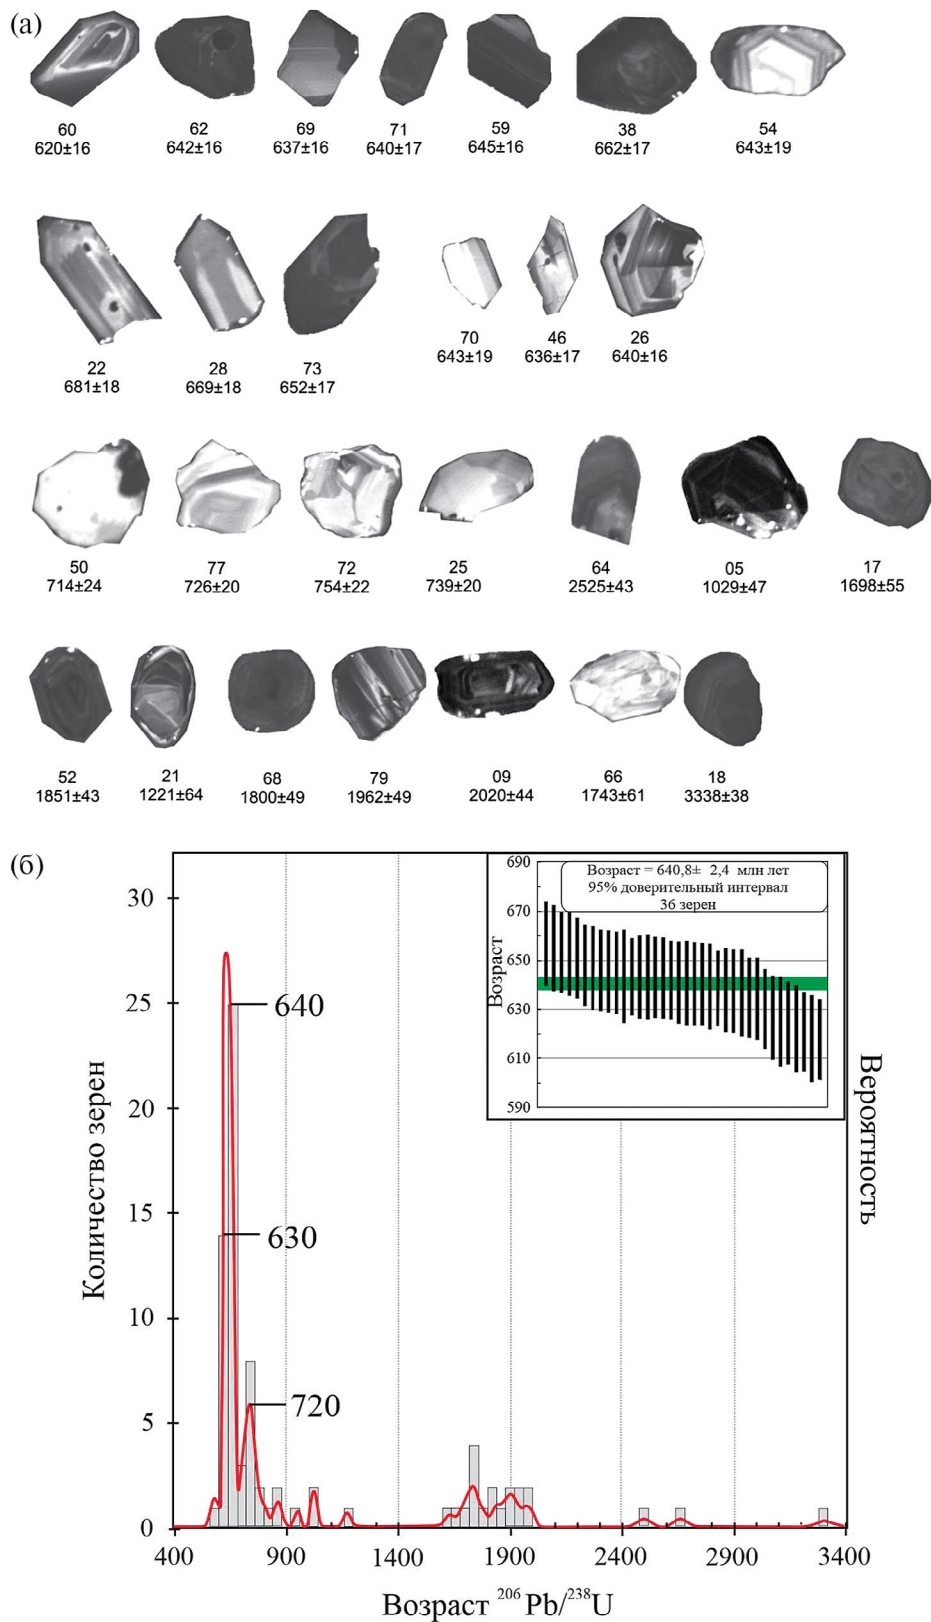 (а)
60 62 69 71 59 38 54
620±16 642±16 637±16 640±17 645±16 662±17 643±19
22 28 73 70 46 26
681±18 669±18 652±17 643±19 636±17 640±16
50 77 72 25 64 05 17
714±24 726±20 754±22 739±20 2525±43 1029±47 1698±55
52 21 68 79 09 66 18
1851±43 1221±64 1800±49 1962±49 2020±44 1743±61 3338±38
(б)
Количество зерен
30
25
20
15
10
5
0
640
630
720
400 900 1400 1900 2400 2900 3400
Возраст ²⁰⁶Pb/²³⁸U
Вероятность
Возраст
690
670
650
630
610
590
Возраст = 640,8± 2,4 млн лет
95% доверительный интервал
36 зерен